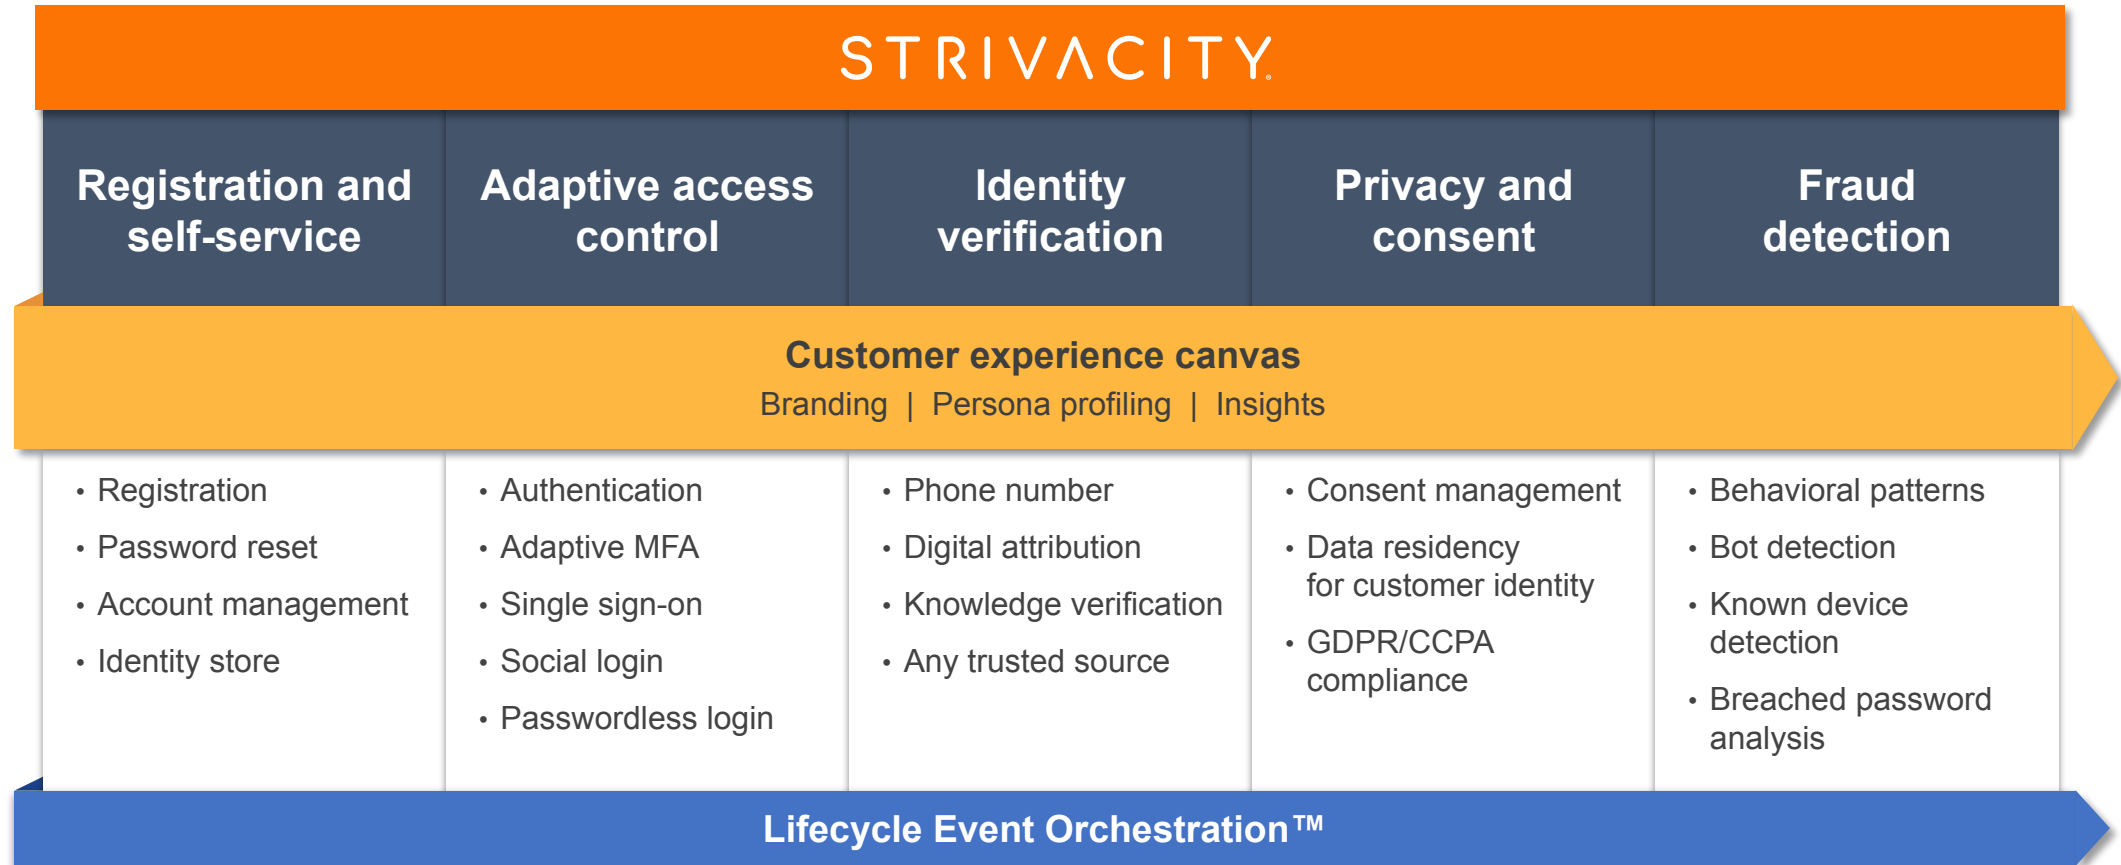 STRIVACITY®
Registration and
self-service
Adaptive access
control
Identity
verification
Privacy and
consent
Fraud
detection
Customer experience canvas
Branding | Persona profiling | Insights
• Registration
• Password reset
• Account management
• Identity store
• Authentication
• Adaptive MFA
• Single sign-on
• Social login
• Passwordless login
• Phone number
• Digital attribution
• Knowledge verification
• Any trusted source
• Consent management
• Data residency
for customer identity
• GDPR/CCPA
compliance
• Behavioral patterns
• Bot detection
• Known device
detection
• Breached password
analysis
Lifecycle Event Orchestration™